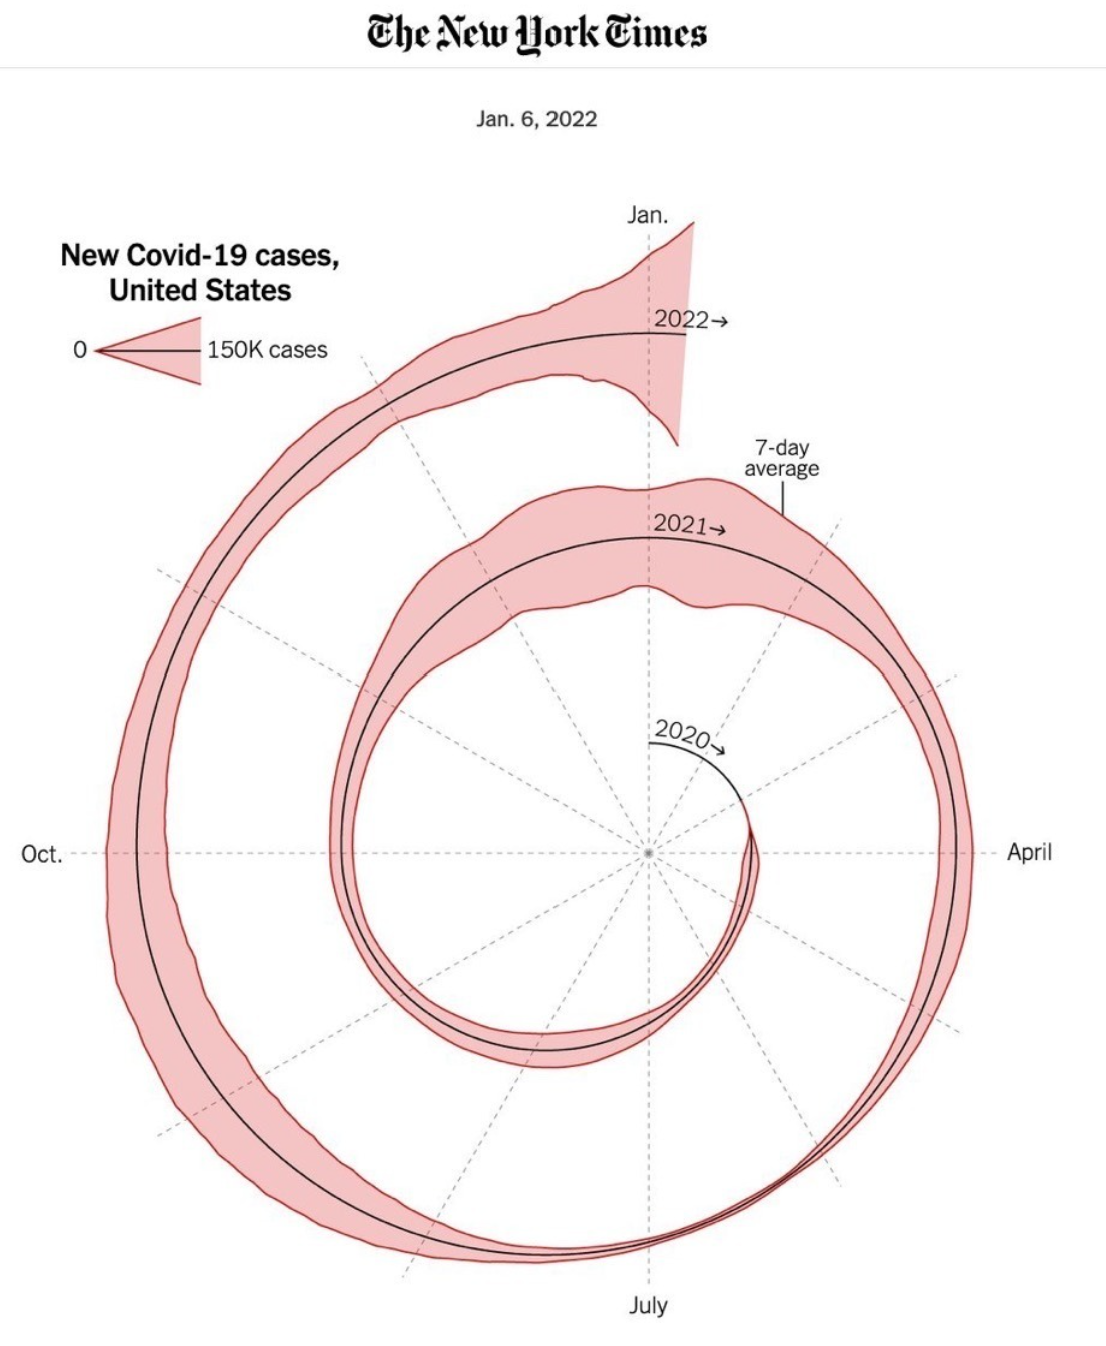 The New York Times
Jan. 6, 2022
New Covid-19 cases,
United States
0
150K cases
Jan.
2022→
7-day
average
2021→
2020→
Oct.
April
July